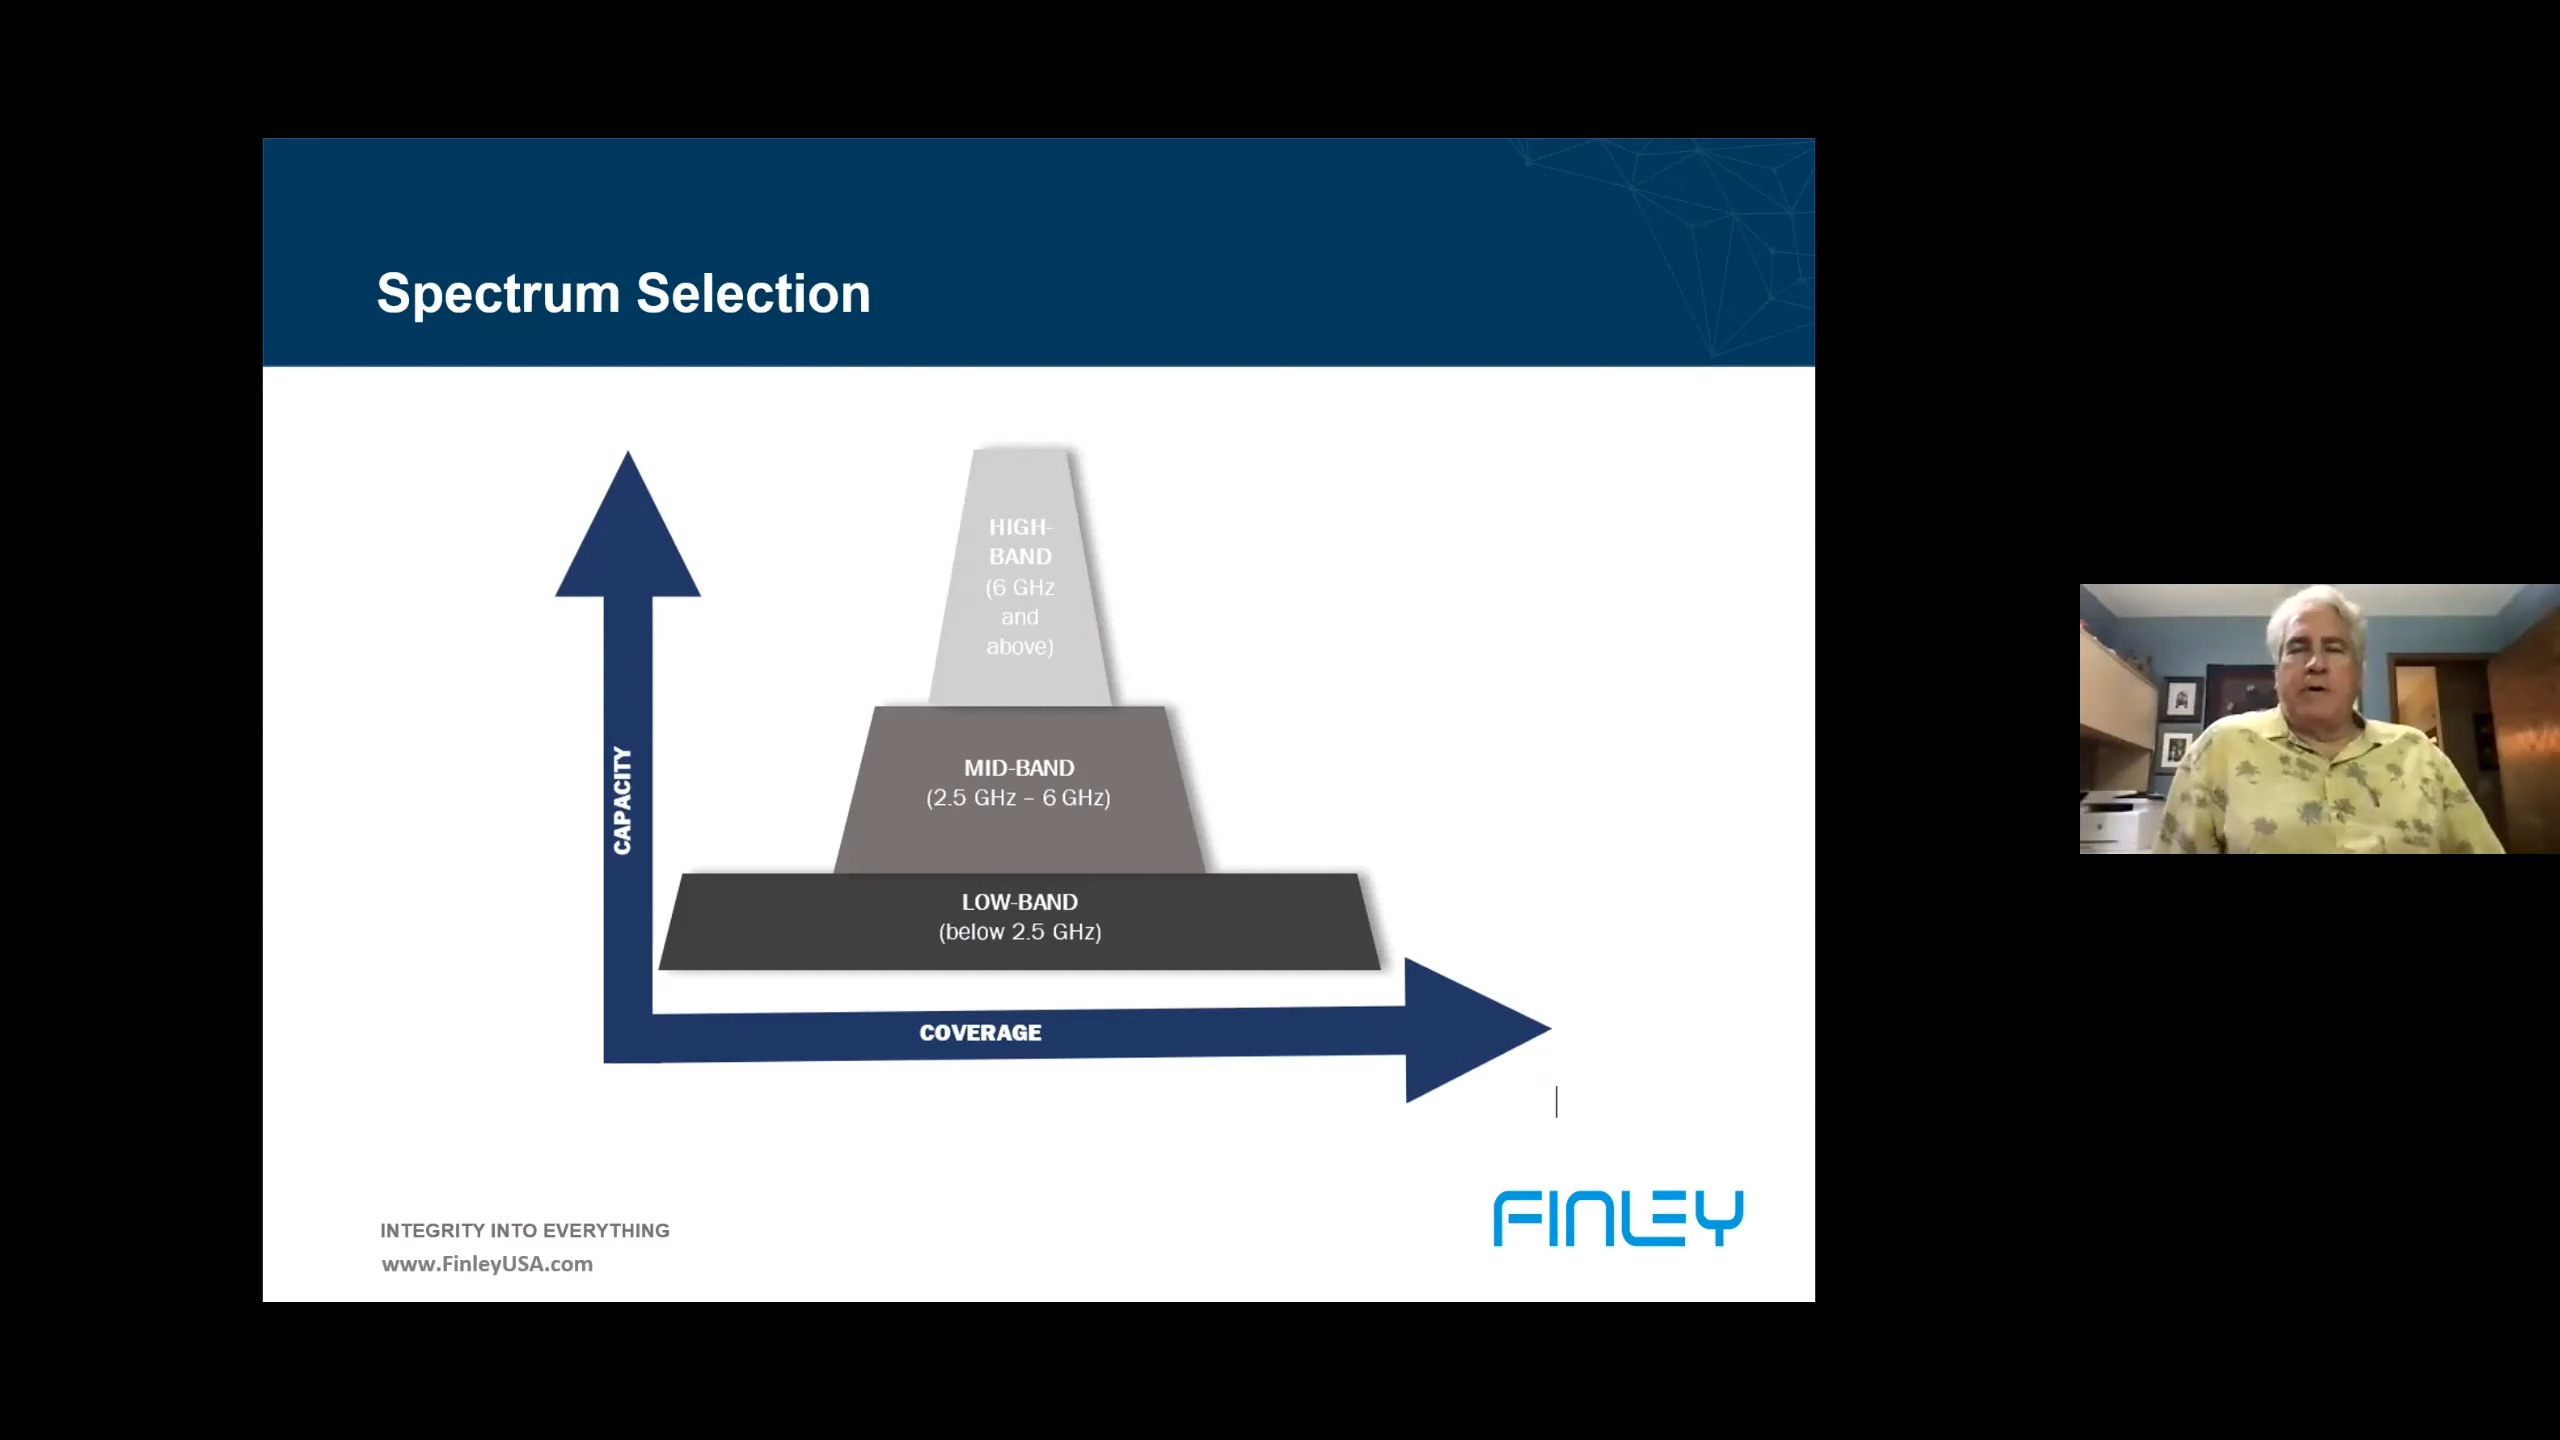 Spectrum Selection
HIGH-
BAND
(6 GHz
and
above)
MID-BAND
(2.5 GHz – 6 GHz)
LOW-BAND
(below 2.5 GHz)
CAPACITY
COVERAGE
INTEGRITY INTO EVERYTHING
www.FinleyUSA.com
FINLEY